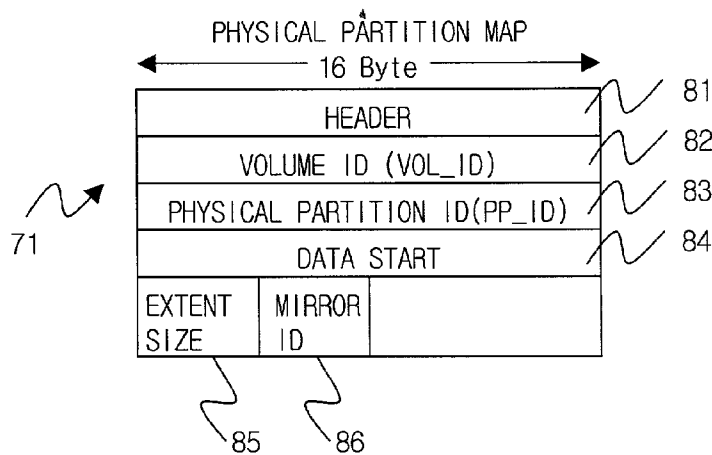 PHYSICAL PARTITION MAP
16 Byte
HEADER
81
VOLUME ID (VOL_ID)
82
PHYSICAL PARTITION ID(PP_ID)
83
71
DATA START
84
EXTENT SIZE
MIRROR ID
85
86